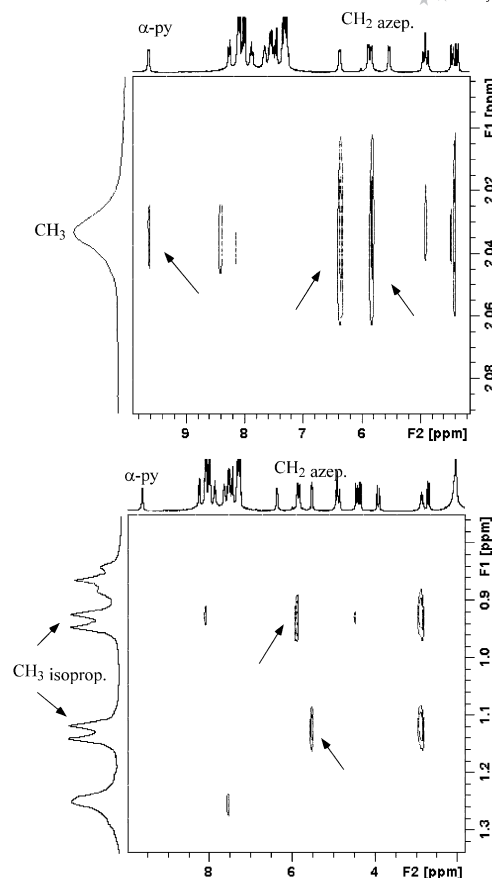 α-py
CH2 azep.
F1 [ppm]
2.02
2.04
2.06
2.08
CH3
9
8
7
6
F2 [ppm]
α-py
CH2 azep.
F1 [ppm]
0.9
1.0
1.1
1.2
1.3
CH3 isoprop.
8
6
4
F2 [ppm]